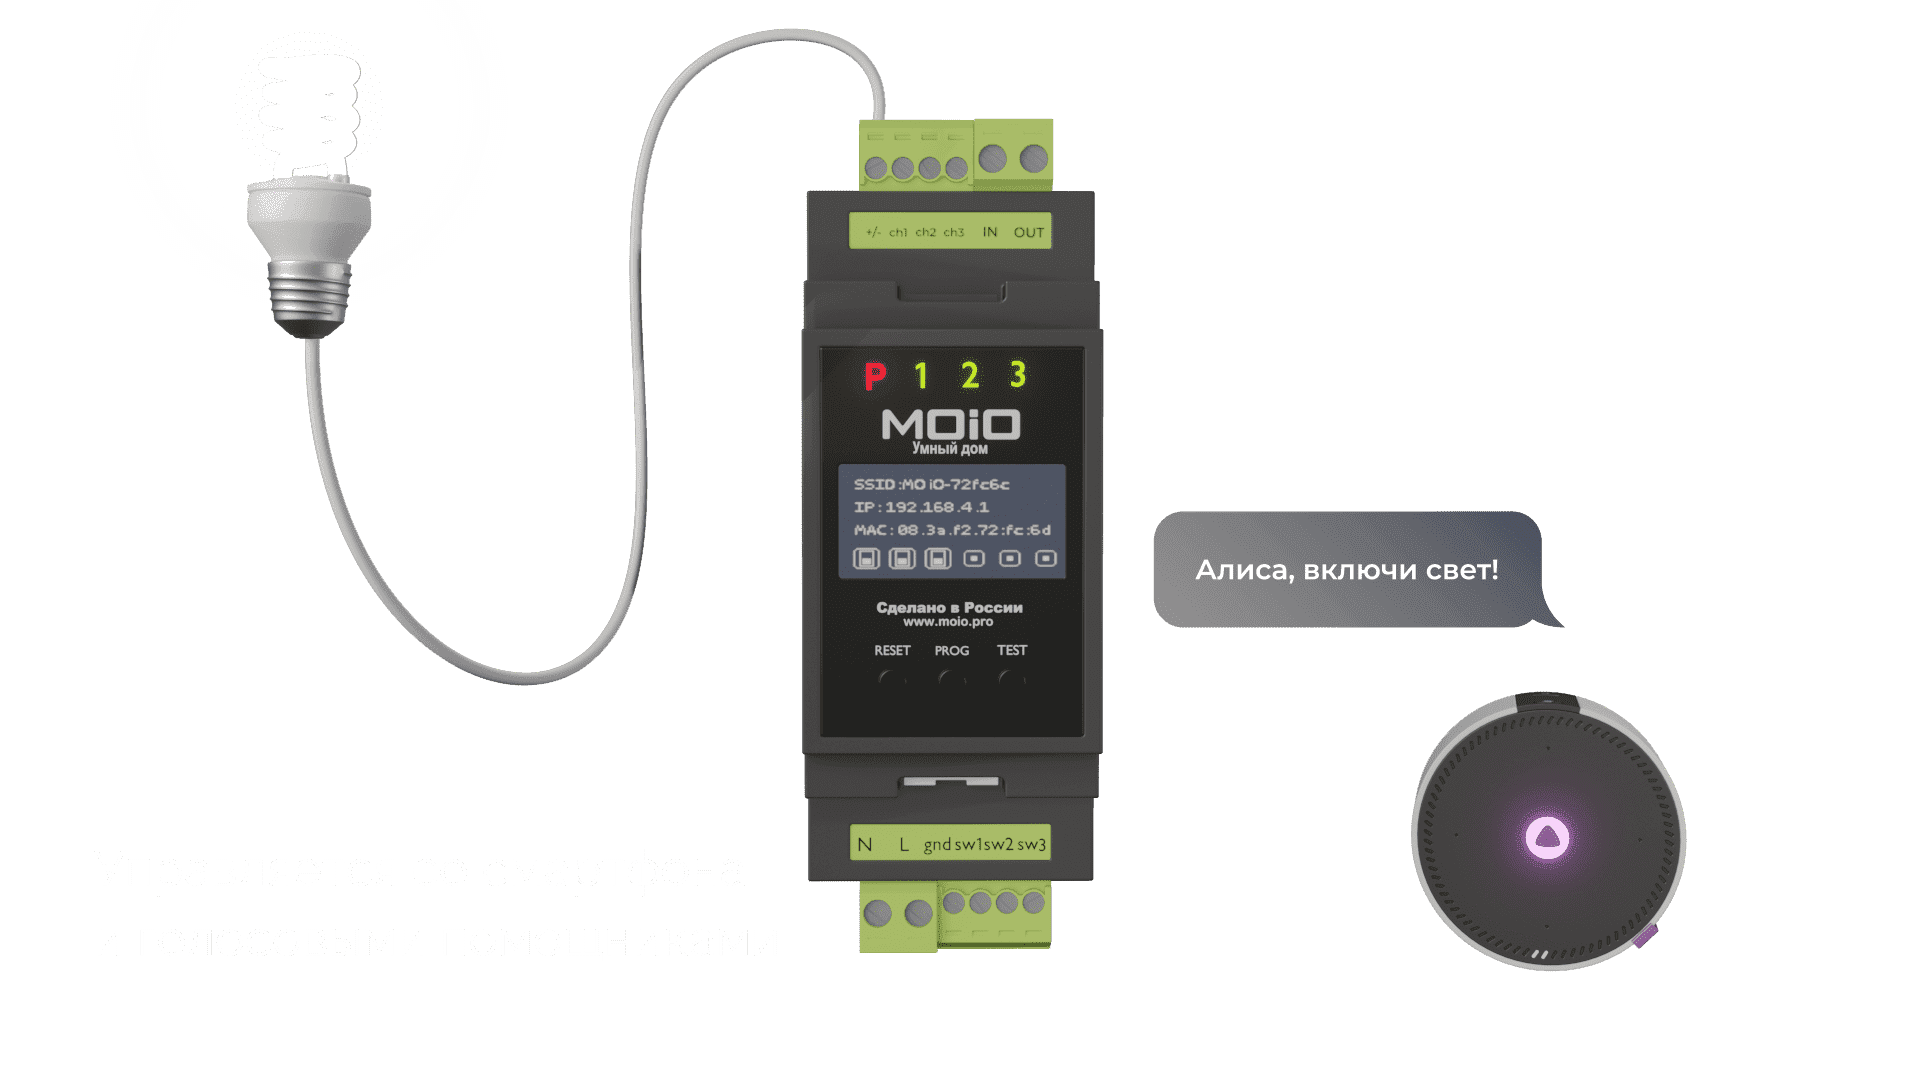 +/- ch1 ch2 ch3 IN OUT
P 1 2 3
MOiO
Умный дом
SSID:MOiO-72fc6c
IP:192.168.4.1
MAC:08.3a.f2.72:fc:6d
Сделано в России
www.moio.pro
RESET PROG TEST
N L gnd sw1 sw2 sw3
Алиса, включи свет!